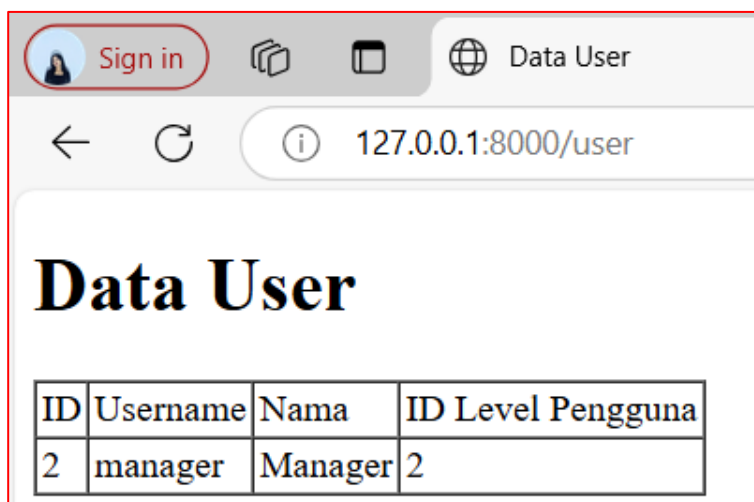 Sign in
Data User
127.0.0.1:8000/user
Data User
ID Username Nama ID Level Pengguna
2 manager Manager 2